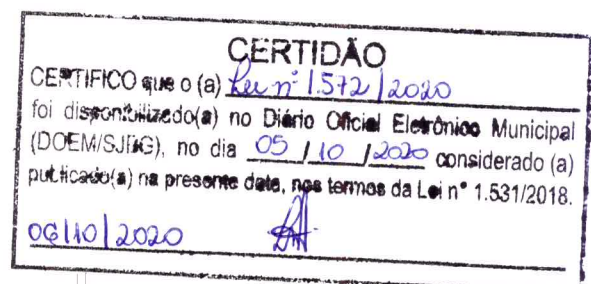 CERTIDÃO
CERTIFICO que o (a) Lei nº 1.572/2020
foi disponibilizado(a) no Diário Oficial Eletrônico Municipal
(DOEM/SJBG), no dia 05 / 10 / 2020 considerado (a)
publicado(a) na presente data, nos termos da Lei n° 1.531/2018.
06/10/2020